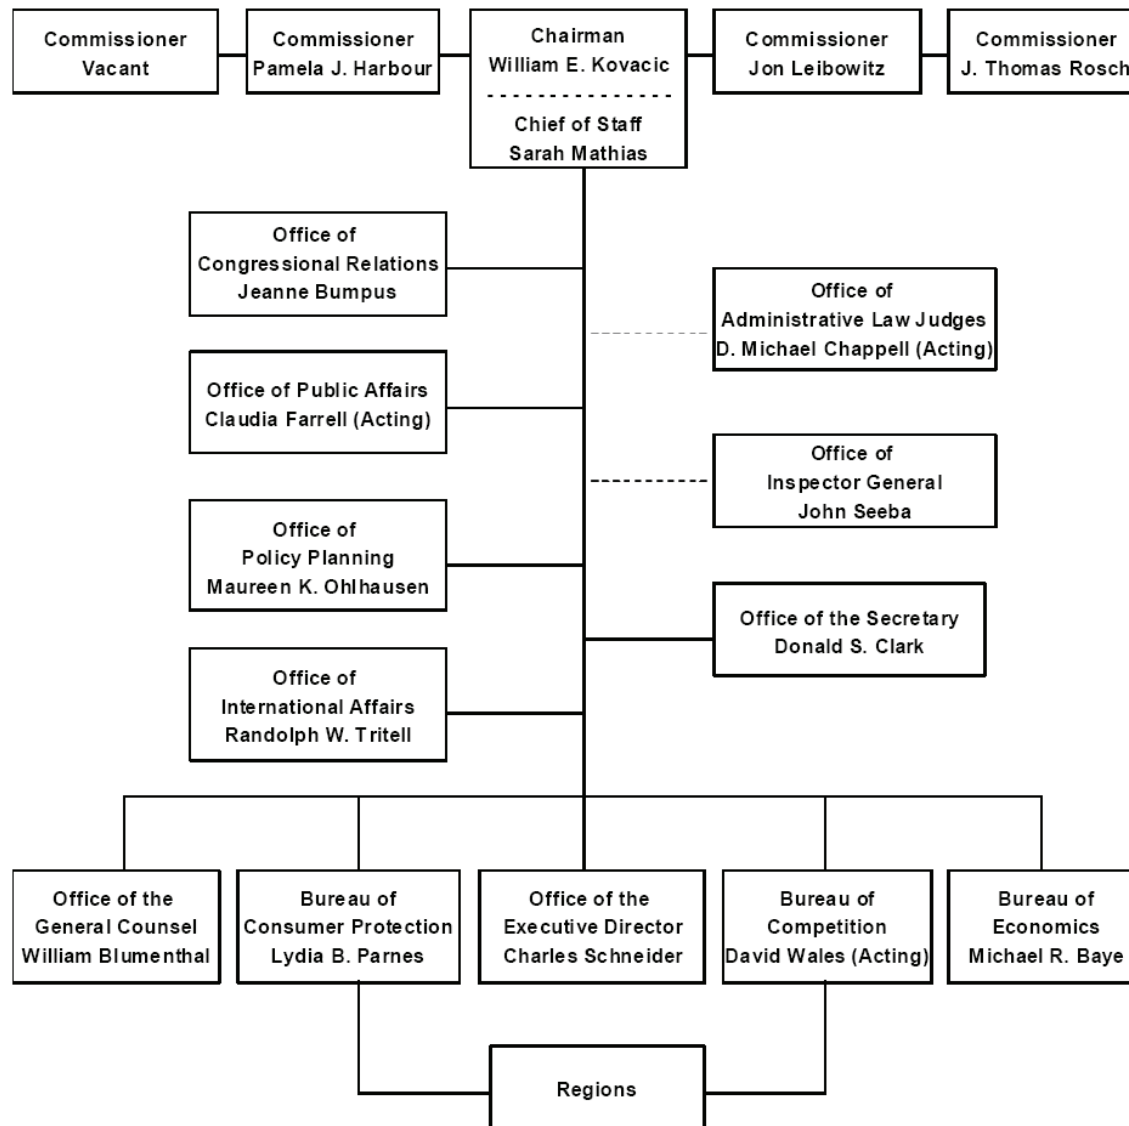 Commissioner
Vacant
Commissioner
Pamela J. Harbour
Chairman
William E. Kovacic
Chief of Staff
Sarah Mathias
Commissioner
Jon Leibowitz
Commissioner
J. Thomas Rosch
Office of
Congressional Relations
Jeanne Bumpus
Office of
Administrative Law Judges
D. Michael Chappell (Acting)
Office of Public Affairs
Claudia Farrell (Acting)
Office of
Inspector General
John Seeba
Office of
Policy Planning
Maureen K. Ohlhausen
Office of the Secretary
Donald S. Clark
Office of
International Affairs
Randolph W. Tritell
Office of the
General Counsel
William Blumenthal
Bureau of
Consumer Protection
Lydia B. Parnes
Office of the
Executive Director
Charles Schneider
Bureau of
Competition
David Wales (Acting)
Bureau of
Economics
Michael R. Baye
Regions